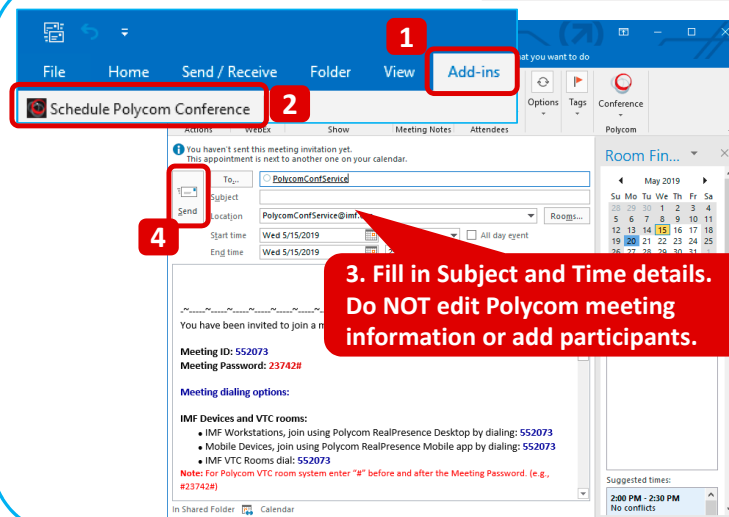 1
at you want to do
File Home Send / Receive Folder View Add-ins
Schedule Polycom Conference
2
Options Tags Conference
Actions WebEx Show Meeting Notes Attendees Polycom
You haven't sent this meeting invitation yet.
This appointment is next to another one on your calendar.
To... PolycomConfService
Subject
Send
Location PolycomConfService@imf. Rooms...
4
Start time Wed 5/15/2019 All day event
End time Wed 5/15/2019
3. Fill in Subject and Time details.
Do NOT edit Polycom meeting
information or add participants.
You have been invited to join a m
Meeting ID: 552073
Meeting Password: 23742#
Meeting dialing options:
IMF Devices and VTC rooms:
• IMF Workstations, join using Polycom RealPresence Desktop by dialing: 552073
• Mobile Devices, join using Polycom RealPresence Mobile app by dialing: 552073
• IMF VTC Rooms dial: 552073
Note: For Polycom VTC room system enter "#" before and after the Meeting Password. (e.g.,
#23742#)
In Shared Folder Calendar
Room Fin...
May 2019
Su Mo Tu We Th Fr Sa
28 29 30 1 2 3 4
5 6 7 8 9 10 11
12 13 14 15 16 17 18
19 20 21 22 23 24 25
26 27 28 29 30 31 1
Suggested times:
2:00 PM - 2:30 PM
No conflicts